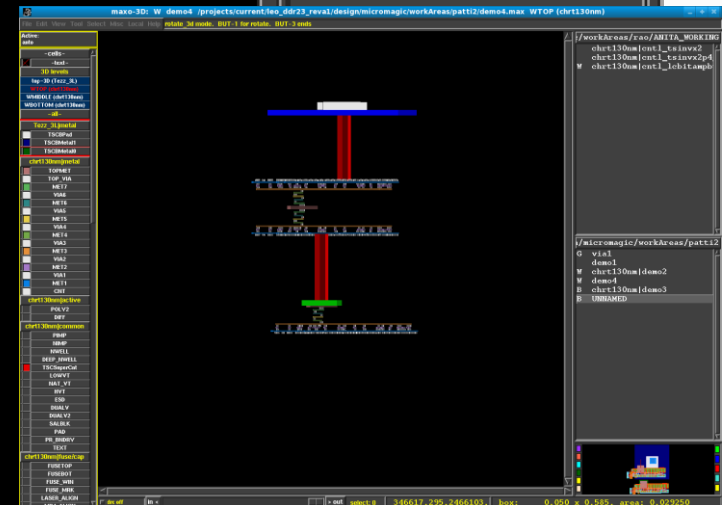 maxo-3D: W demo4 /projects/current/leo_ddr23_reva1/design/micromagic/workAreas/patti2/demo4.max WTOP (chrt130nm)
File Edit View Tool Select Misc Local Help rotate_3d mode. BUT-1 for rotate. BUT-3 ends
Active:
--cells--
--text--
3D levels
top-3D (Tezz_3L)
WTOP (chrt130nm)
WMIDDLE (chrt130nm)
WBOTTOM (chrt130nm)
--all--
Tezz_3L|metal
TSCBPad
TSCBMetal1
TSCBMetal0
chrt130nm|metal
TOPMET
TOP_VIA
MET7
VIA6
MET6
VIA5
MET5
VIA4
MET4
VIA3
MET3
VIA2
MET2
VIA1
MET1
CNT
chrt130nm|active
POLY2
DIFF
chrt130nm|common
PIMP
NIMP
NWELL
DEEP_NWELL
TSCSuperCut
LOWVT
NAT_VT
HVT
ESD
DUALV
DUALV2
SALBLK
PAD
PR_BNDRY
TEXT
chrt130nm|fuse/cap
FUSETOP
FUSEBOT
FUSE_WIN
FUSE_MRK
LASER_ALIGN
/workAreas/rao/ANITA_WORKING
chrt130nm|cntl_tsinvx2
chrt130nm|cntl_tsinvx2p4
W chrt130nm|cntl_lcbitampb
/micromagic/workAreas/patti2
G via1
demo1
W chrt130nm|demo2
W demo4
B chrt130nm|demo3
B UNNAMED
drc off
in <
> out
select: 0
346617.295,2466103,
box: 0.050 x 0.585, area: 0.029250